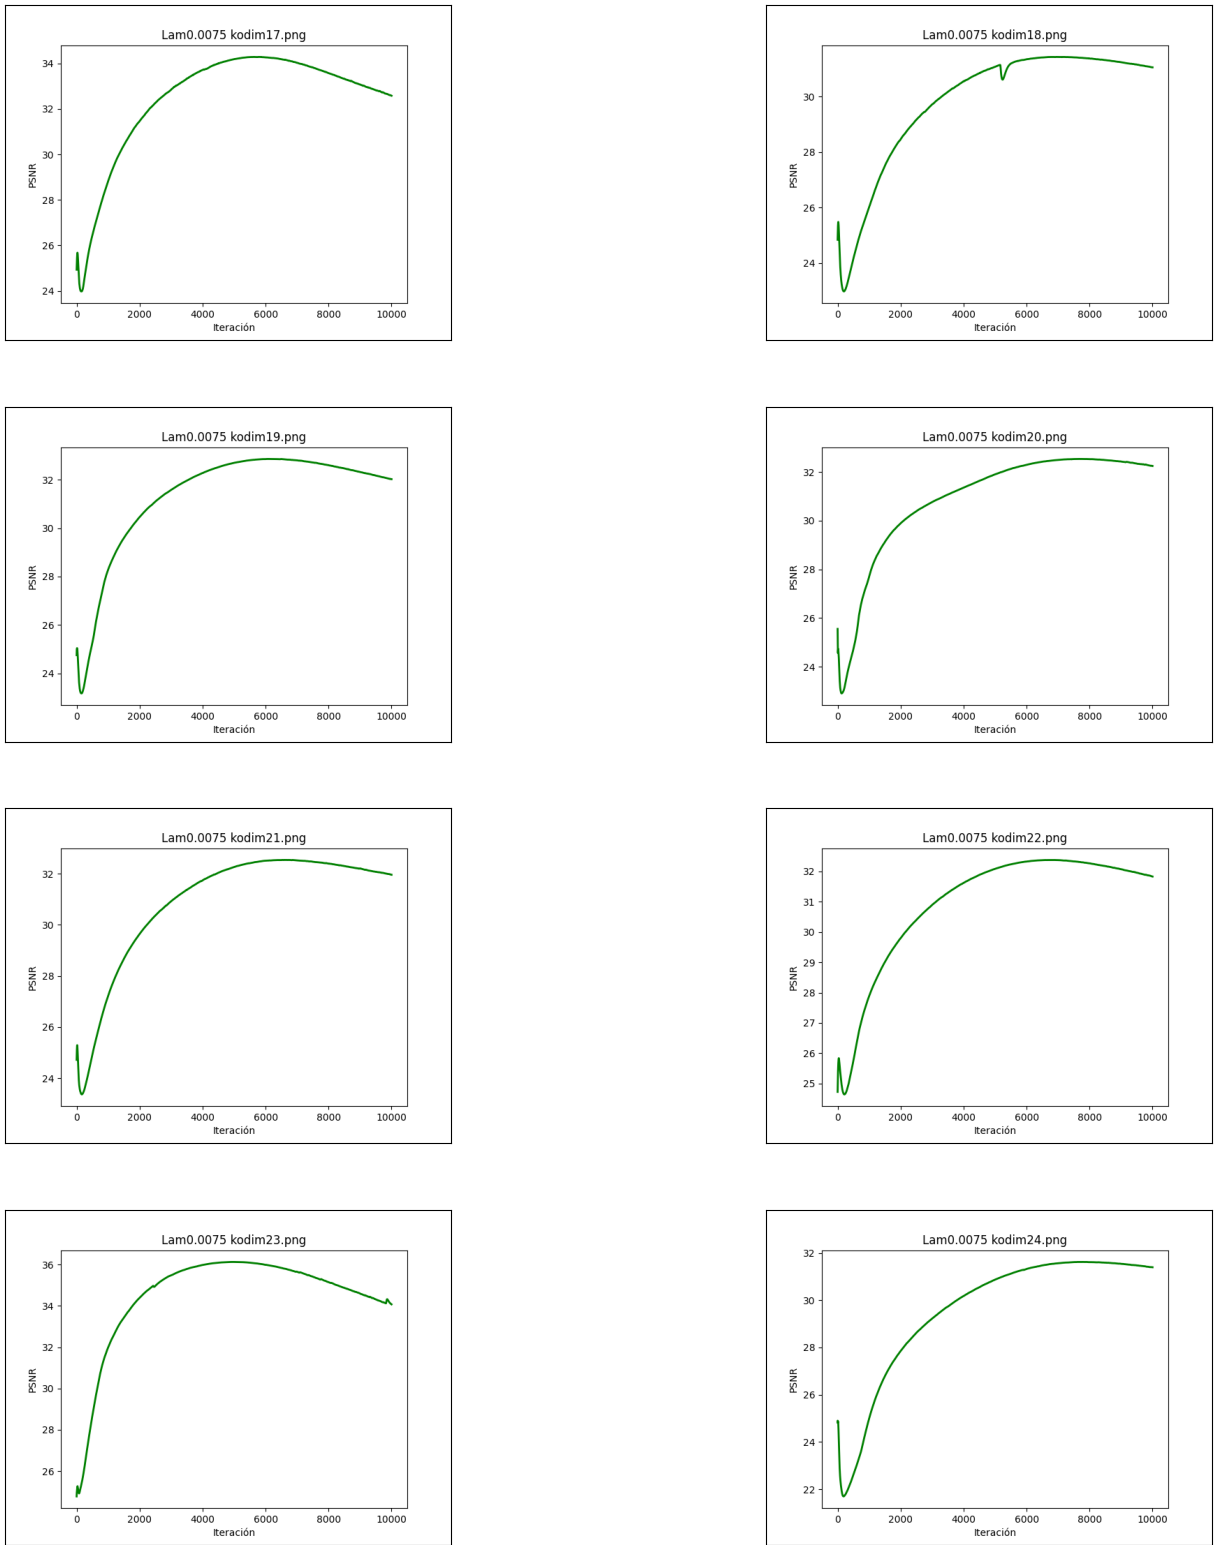 Lam0.0075 kodim17.png
34
32
30
28
26
24
PSNR
0 2000 4000 6000 8000 10000
Iteración
Lam0.0075 kodim18.png
30
28
26
24
PSNR
0 2000 4000 6000 8000 10000
Iteración
Lam0.0075 kodim19.png
32
30
28
26
24
PSNR
0 2000 4000 6000 8000 10000
Iteración
Lam0.0075 kodim20.png
32
30
28
26
24
PSNR
0 2000 4000 6000 8000 10000
Iteración
Lam0.0075 kodim21.png
32
30
28
26
24
PSNR
0 2000 4000 6000 8000 10000
Iteración
Lam0.0075 kodim22.png
32
31
30
29
28
27
26
25
PSNR
0 2000 4000 6000 8000 10000
Iteración
Lam0.0075 kodim23.png
36
34
32
30
28
26
PSNR
0 2000 4000 6000 8000 10000
Iteración
Lam0.0075 kodim24.png
32
30
28
26
24
22
PSNR
0 2000 4000 6000 8000 10000
Iteración